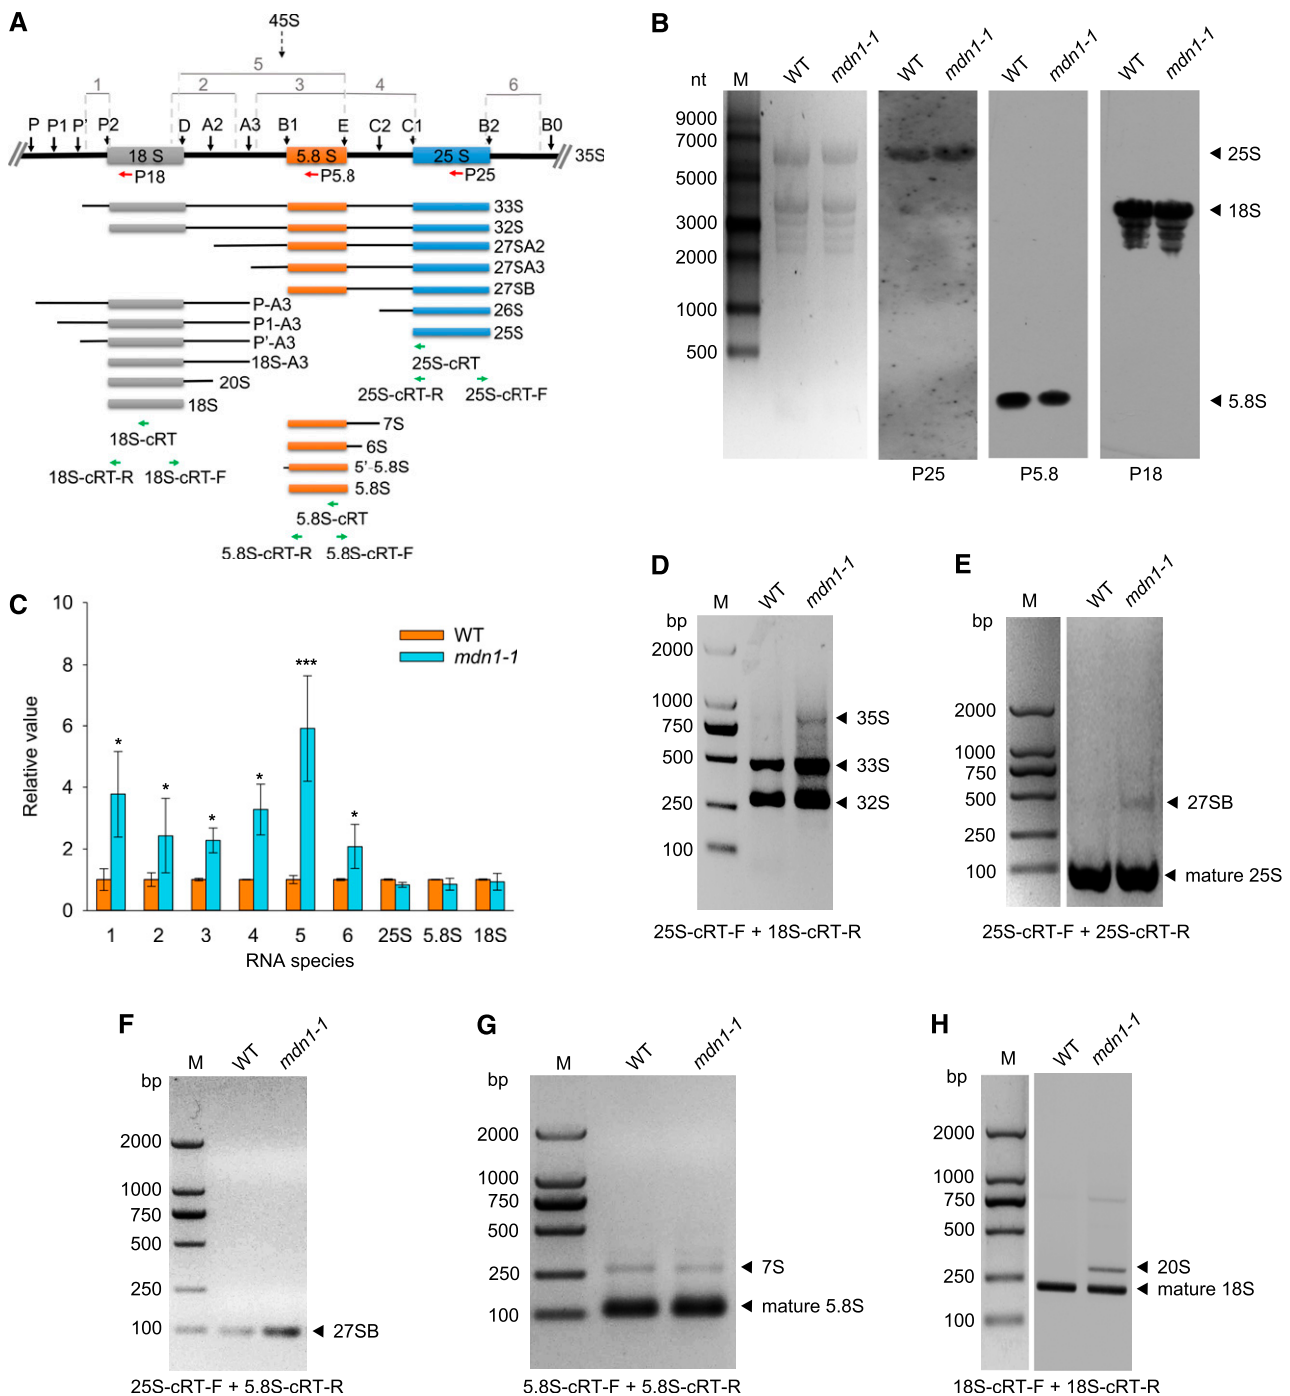 A
45S
5
1 2 3 4 6
P P1 P' P2 D A2 A3 B1 E C2 C1 B2 B0
18 S 5.8 S 25 S 35S
P18 P5.8 P25
33S
32S
27SA2
27SA3
27SB
P-A3 26S
P1-A3 25S
P'-A3
18S-A3 25S-cRT
20S 25S-cRT-R 25S-cRT-F
18S
18S-cRT
18S-cRT-R 18S-cRT-F
7S
6S
5'-5.8S
5.8S
5.8S-cRT
5.8S-cRT-R 5.8S-cRT-F
B
nt M WT mdn1-1 WT mdn1-1 WT mdn1-1 WT mdn1-1
9000
7000
5000
3000
2000
1000
500
25S
18S
5.8S
P25 P5.8 P18
C
10
8
6
4
2
0
Relative value
WT
mdn1-1
*
*
*
*
***
*
1 2 3 4 5 6 25S 5.8S 18S
RNA species
D
bp M WT mdn1-1
2000
1000
750
500
250
100
35S
33S
32S
25S-cRT-F + 18S-cRT-R
E
bp M WT mdn1-1
2000
1000
750
500
250
100
27SB
mature 25S
25S-cRT-F + 25S-cRT-R
F
bp M WT mdn1-1
2000
1000
750
500
250
100
27SB
25S-cRT-F + 5.8S-cRT-R
G
bp M WT mdn1-1
2000
1000
750
500
250
100
7S
mature 5.8S
5.8S-cRT-F + 5.8S-cRT-R
H
bp M WT mdn1-1
2000
1000
750
500
250
100
20S
mature 18S
18S-cRT-F + 18S-cRT-R